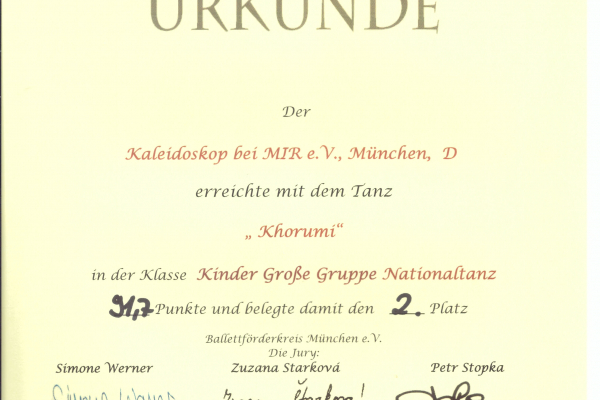 URKUNDE
Der
Kaleidoskop bei MIR e.V., München, D
erreichte mit dem Tanz
„ Khorumi“
in der Klasse Kinder Große Gruppe Nationaltanz
91,7 Punkte und belegte damit den 2. Platz
Ballettförderkreis München e.V.
Die Jury:
Simone Werner Zuzana Starková Petr Stopka